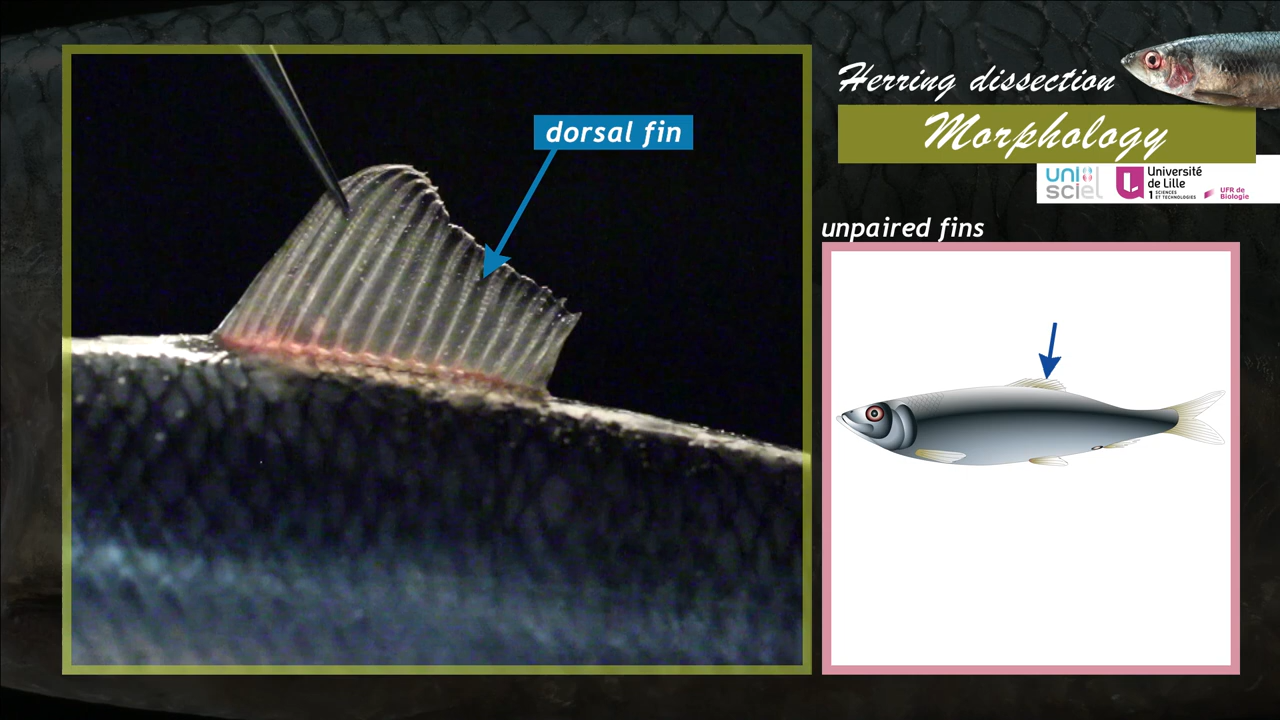 dorsal fin
Herring dissection
Morphology
uni
sciel
Université
de Lille
1 SCIENCES
ET TECHNOLOGIES
UFR de
Biologie
unpaired fins